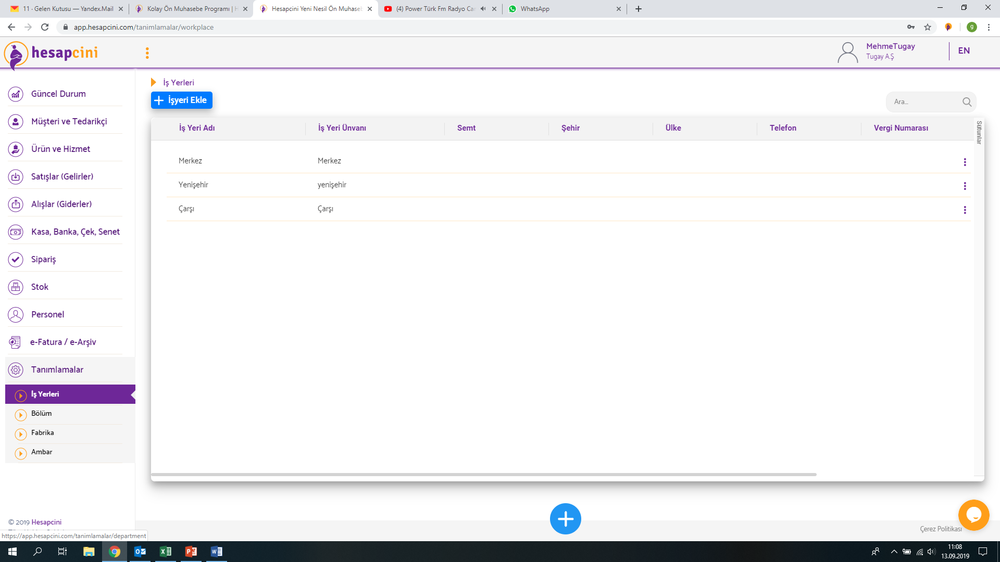 11 · Gelen Kutusu — Yandex.Mail
Kolay Ön Muhasebe Programı | H
Hesapcini Yeni Nesil Ön Muhaseb
(4) Power Türk Fm Radyo Can
WhatsApp
app.hesapcini.com/tanimlamalar/workplace
g
hesapcini
MehmeTugay
Tugay A.Ş
EN
Güncel Durum
Müşteri ve Tedarikçi
Ürün ve Hizmet
Satışlar (Gelirler)
Alışlar (Giderler)
Kasa, Banka, Çek, Senet
Sipariş
Stok
Personel
e-Fatura / e-Arşiv
Tanımlamalar
İş Yerleri
Bölüm
Fabrika
Ambar
© 2019 Hesapcini
https://app.hesapcini.com/tanimlamalar/department
İş Yerleri
+ İşyeri Ekle
Ara...
İş Yeri Adı İş Yeri Ünvanı Semt Şehir Ülke Telefon Vergi Numarası
Sütunlar
Merkez Merkez
Yenişehir yenişehir
Çarşı Çarşı
Çerez Politikası
11:08
13.09.2019